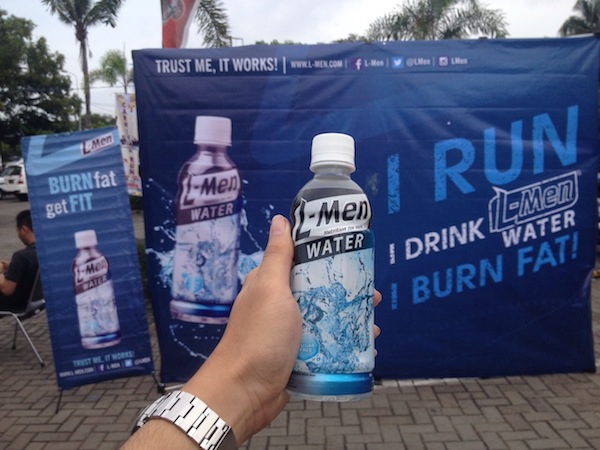 TRUST ME, IT WORKS! | WWW.L-MEN.COM | L-Men | @LMen | LMen
L-Men
WATER
I RUN
I DRINK L-Men WATER
I BURN FAT!
L-Men
BURN fat
get FIT
L-Men
WATER
TRUST ME, IT WORKS!
L-Men
WATER